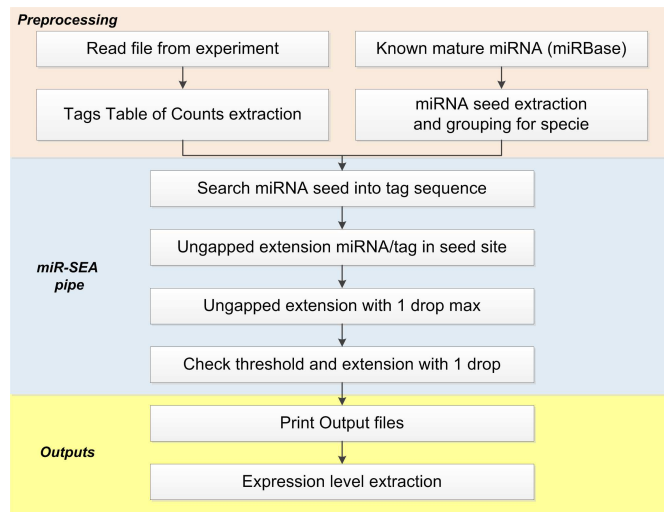 Preprocessing
Read file from experiment
Known mature miRNA (miRBase)
Tags Table of Counts extraction
miRNA seed extraction
and grouping for specie
Search miRNA seed into tag sequence
Ungapped extension miRNA/tag in seed site
miR-SEA
pipe
Ungapped extension with 1 drop max
Check threshold and extension with 1 drop
Print Output files
Outputs
Expression level extraction